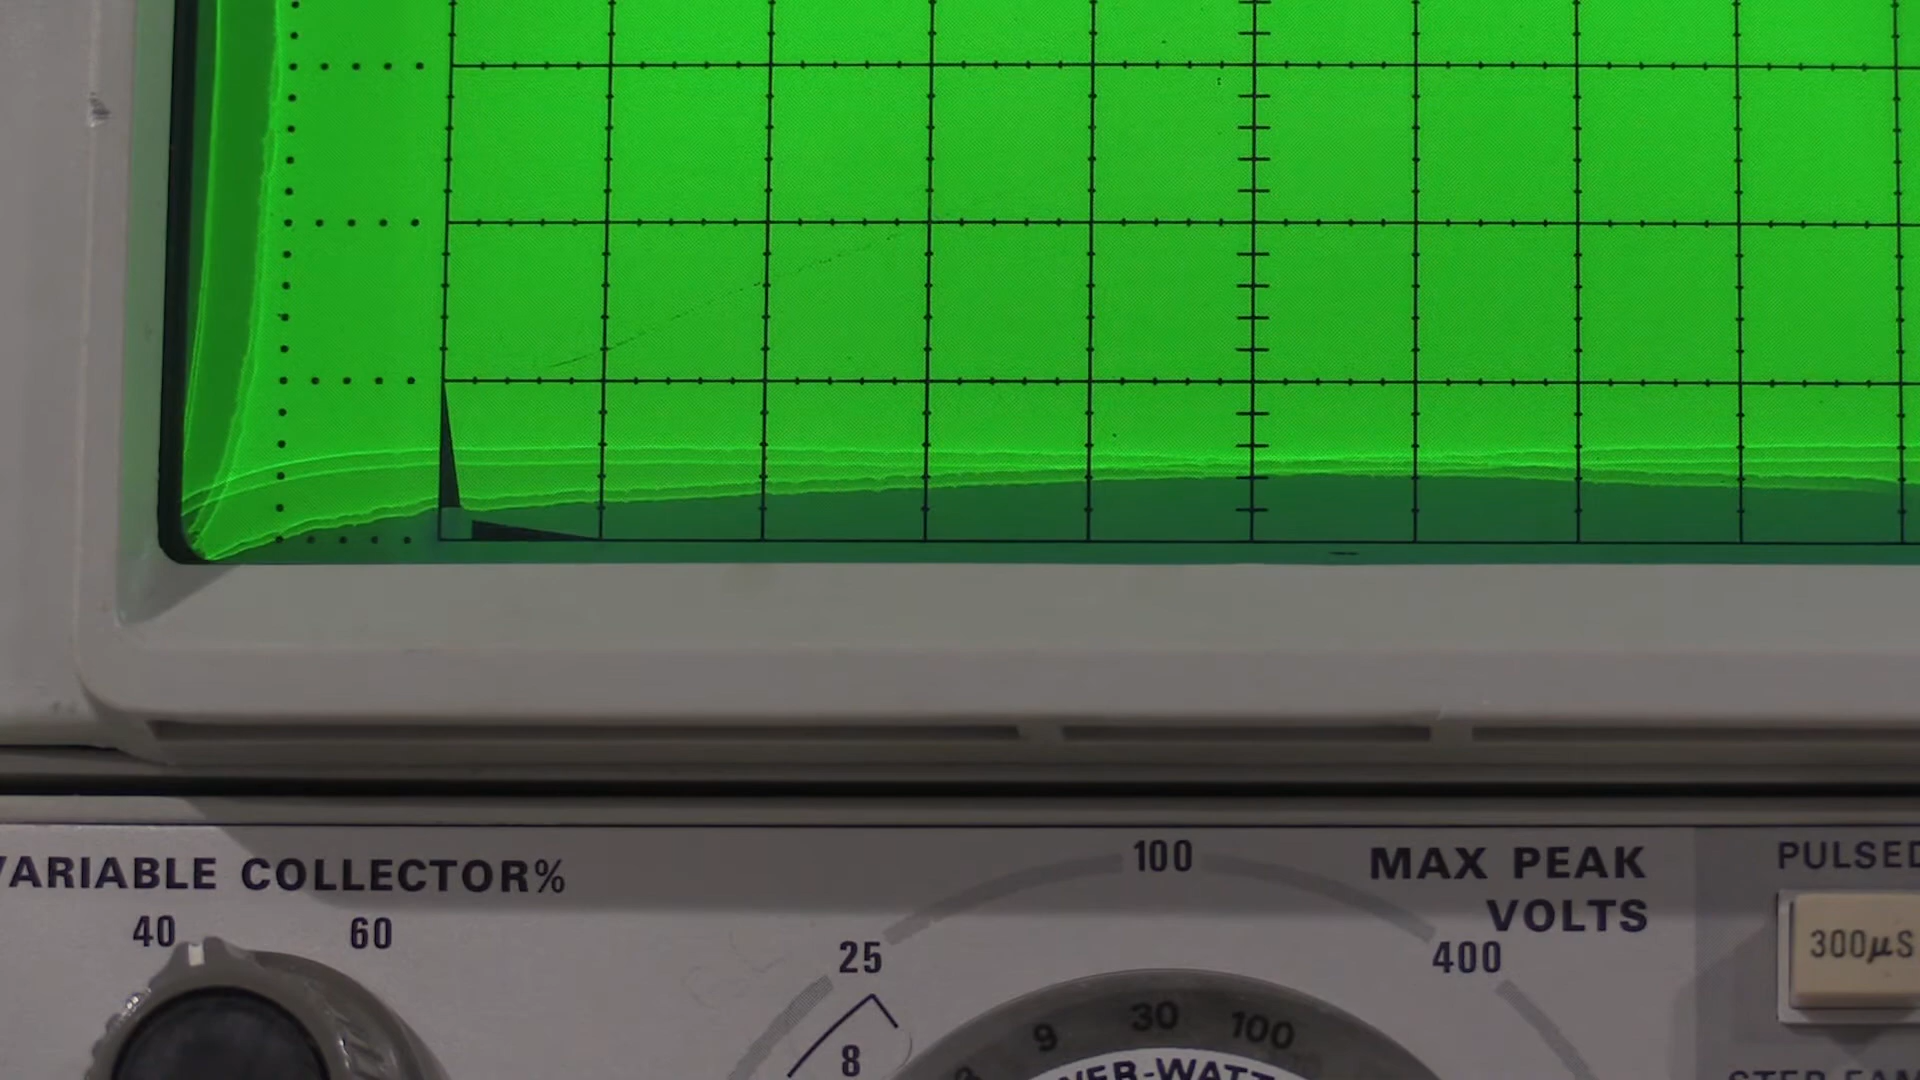 VARIABLE COLLECTOR%
40 60
100
25
400
8
MAX PEAK
VOLTS
9 30 100
PULSED
300µS